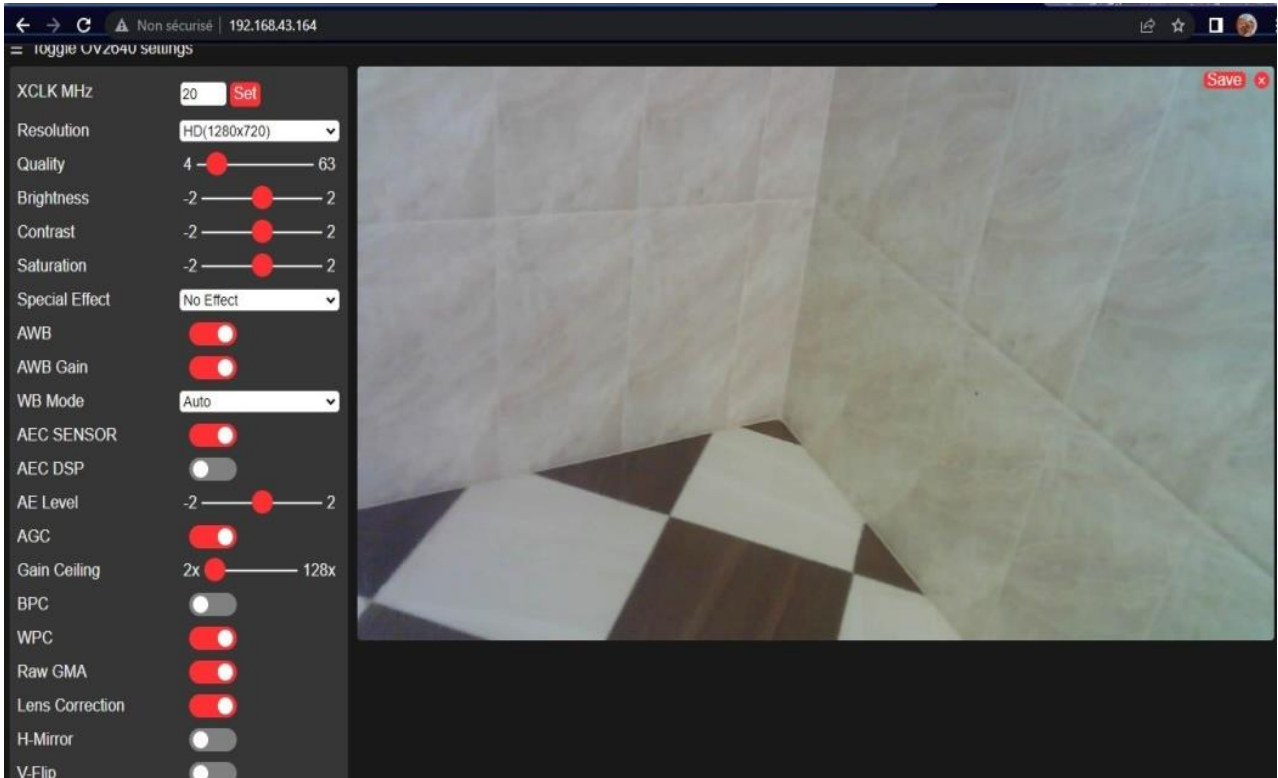 Non sécurisé | 192.168.43.164
Toggle OV2640 settings
Save
XCLK MHz 20 Set
Resolution HD(1280x720)
Quality 4 63
Brightness -2 2
Contrast -2 2
Saturation -2 2
Special Effect No Effect
AWB
AWB Gain
WB Mode Auto
AEC SENSOR
AEC DSP
AE Level -2 2
AGC
Gain Ceiling 2x 128x
BPC
WPC
Raw GMA
Lens Correction
H-Mirror
V-Flip